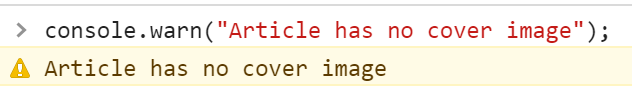 > console.warn("Article has no cover image");
Article has no cover image